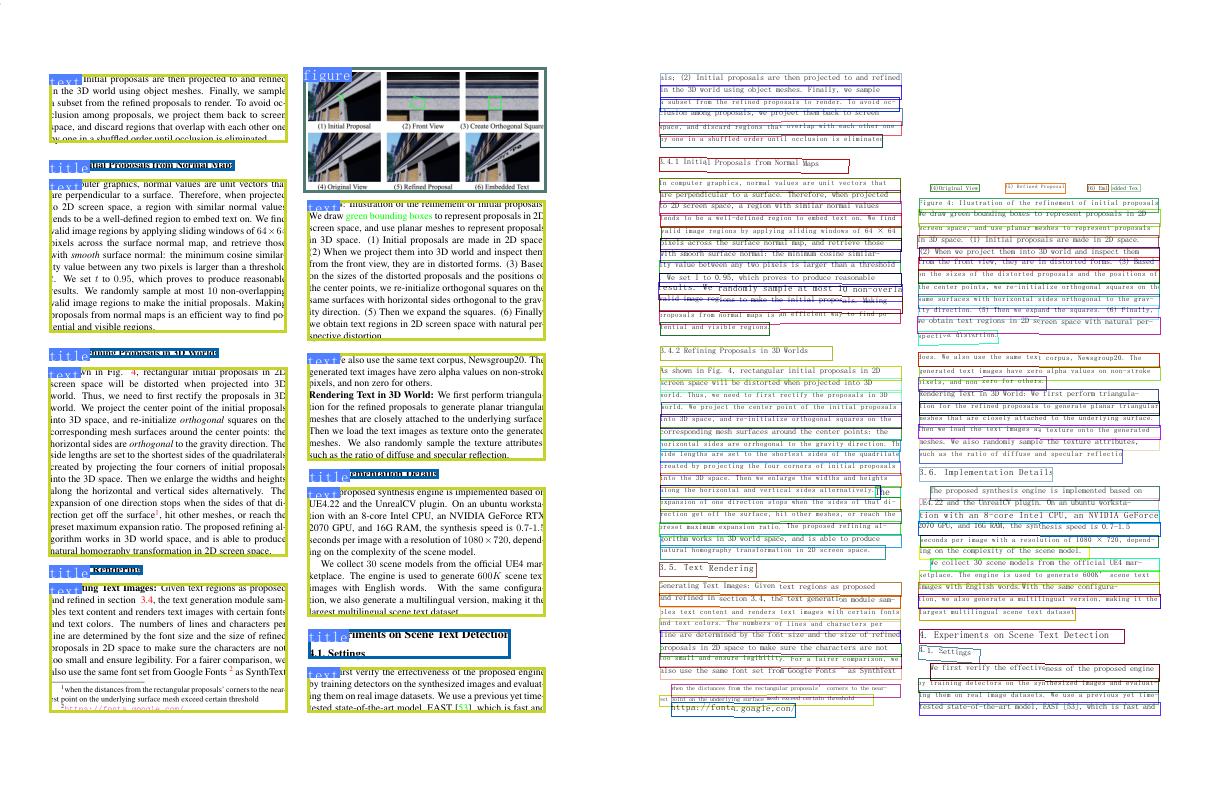 text Initial proposals are then projected to and refined
in the 3D world using object meshes. Finally, we sample
a subset from the refined proposals to render. To avoid oc-
clusion among proposals, we project them back to screen
space, and discard regions that overlap with each other one
by one in a shuffled order until occlusion is eliminated.
title Initial Proposals from Normal Maps
text computer graphics, normal values are unit vectors that
are perpendicular to a surface. Therefore, when projected
to 2D screen space, a region with similar normal values
tends to be a well-defined region to embed text on. We find
valid image regions by applying sliding windows of 64 × 64
pixels across the surface normal map, and retrieve those
with smooth surface normal: the minimum cosine similar-
ity value between any two pixels is larger than a threshold
t. We set t to 0.95, which proves to produce reasonable
results. We randomly sample at most 10 non-overlapping
valid image regions to make the initial proposals. Making
proposals from normal maps is an efficient way to find po-
tential and visible regions.
title Refining Proposals in 3D Worlds
text shown in Fig. 4, rectangular initial proposals in 2D
screen space will be distorted when projected into 3D
world. Thus, we need to first rectify the proposals in 3D
world. We project the center point of the initial proposals
into 3D space, and re-initialize orthogonal squares on the
corresponding mesh surfaces around the center points: the
horizontal sides are orthogonal to the gravity direction. The
side lengths are set to the shortest sides of the quadrilaterals
created by projecting the four corners of initial proposals
into the 3D space. Then we enlarge the widths and heights
along the horizontal and vertical sides alternatively. The
expansion of one direction stops when the sides of that di-
rection get off the surface1, hit other meshes, or reach the
preset maximum expansion ratio. The proposed refining al-
gorithm works in 3D world space, and is able to produce
natural homography transformation in 2D screen space.
title Rendering
text ing Text Images: Given text regions as proposed
and refined in section 3.4, the text generation module sam-
ples text content and renders text images with certain fonts
and text colors. The numbers of lines and characters per
line are determined by the font size and the size of refined
proposals in 2D space to make sure the characters are not
too small and ensure legibility. For a fairer comparison, we
also use the same font set from Google Fonts 2 as SynthText
1when the distances from the rectangular proposals' corners to the near-
est point on the underlying surface mesh exceed certain threshold
2https://fonts.google.com/
figure
(1) Initial Proposal (2) Front View (3) Create Orthogonal Square
(4) Original View (5) Refined Proposal (6) Embedded Text
text : Illustration of the refinement of initial proposals
We draw green bounding boxes to represent proposals in 2D
screen space, and use planar meshes to represent proposals
in 3D space. (1) Initial proposals are made in 2D space
(2) When we project them into 3D world and inspect them
from the front view, they are in distorted forms. (3) Based
on the sizes of the distorted proposals and the positions of
the center points, we re-initialize orthogonal squares on the
same surfaces with horizontal sides orthogonal to the grav-
ity direction. (5) Then we expand the squares. (6) Finally
we obtain text regions in 2D screen space with natural per-
spective distortion.
text We also use the same text corpus, Newsgroup20. The
generated text images have zero alpha values on non-stroke
pixels, and non zero for others.
Rendering Text in 3D World: We first perform triangula-
tion for the refined proposals to generate planar triangular
meshes that are closely attached to the underlying surface
Then we load the text images as texture onto the generated
meshes. We also randomly sample the texture attributes
such as the ratio of diffuse and specular reflection.
title Implementation Details
text proposed synthesis engine is implemented based on
UE4.22 and the UnrealCV plugin. On an ubuntu worksta-
tion with an 8-core Intel CPU, an NVIDIA GeForce RTX
2070 GPU, and 16G RAM, the synthesis speed is 0.7-1.5
seconds per image with a resolution of 1080 × 720, depend-
ing on the complexity of the scene model.
We collect 30 scene models from the official UE4 mar-
ketplace. The engine is used to generate 600K scene text
images with English words. With the same configura-
tion, we also generate a multilingual version, making it the
largest multilingual scene text dataset.
title riments on Scene Text Detection
4.1. Settings
text first verify the effectiveness of the proposed engine
by training detectors on the synthesized images and evaluat-
ing them on real image datasets. We use a previous yet time-
tested state-of-the-art model, EAST [53], which is fast and
als; (2) Initial proposals are then projected to and refined
in the 3D world using object meshes. Finally, we sample
a subset from the refined proposals to render. To avoid oc-
clusion among proposals, we project them back to screen
space, and discard regions that overlap with each other one
by one in a shuffled order until occlusion is eliminated
3.4.1 Initial Proposals from Normal Maps
In computer graphics, normal values are unit vectors that
are perpendicular to a surface. Therefore, when projected
to 2D screen space, a region with similar normal values
tends to be a well-defined region to embed text on. We find
valid image regions by applying sliding windows of 64 × 64
pixels across the surface normal map, and retrieve those
with smooth surface normal: the minimum cosine similar-
ity value between any two pixels is larger than a threshold
t. We set 1 to 0.95, which proves to produce reasonable
results. We randomly sample at most 10 non-overla
valid image regions to make the initial proposals. Making
proposals from normal maps is an efficient way to find po-
tential and visible regions.
3.4.2 Refining Proposals in 3D Worlds
As shown in Fig. 4, rectangular initial proposals in 2D
screen space will be distorted when projected into 3D
world. Thus, we need to first rectify the proposals in 3D
world. We project the center point of the initial proposals
into 3D space, and re-initialize orthogonal squares on the
corresponding mesh surfaces around the center points: the
horizontal sides are orrhogonal to the gravity direction. Th
side lengths are set to the shortest sides of the quadrilate
created by projecting the four corners of initial proposals
into the 3D space. Then we enlarge the widths and heights
along the horizontal and vertical sides alternatively. The
expansion of one direction stops when the sides of that di-
rection get off the surface, hit other meshes, or reach the
preset maximum expansion ratio. The proposed refining al-
gorithm works in 3D world space, and is able to produce
natural homography transformation in 2D screen space.
3.5. Text Rendering
Generating Text Images: Given text regions as proposed
and refined in section 3.4, the text generation module sam-
ples text content and renders text images with certain fonts
and text colors. The numbers of lines and characters per
line are determined by the font size and the size of refined
proposals in 2D space to make sure the characters are not
too small and ensure legibility. For a fairer comparison, we
also use the same font set from Google Fonts as SynthText
when the distances from the rectangular proposals' corners to the near-
est point on the underlying surface mesh exceed certain threshold
https://fonta.goagle.con/
(4)Original View (5) Refined Proposal (6) Embedded Tex.
Figure 4: Illustration of the refinement of initial proposals
We draw green bounding boxes to represent proposals in 2D
screen space, and use planar meshes to represent proposals
in 3D space. (1) Initial proposals are made in 2D space.
(2) When we project them into 3D world and inspect them
from the front view, they are in distorted forms. (3) Based
on the sizes of the distorted proposals and the positions of
the center points, we re-initialize orthogonal squares on the
same surfaces with horizontal sides orthogonal to the grav-
ity direction. (5) Then we expand the squares. (6) Finally,
we obtain text regions in 2D screen space with natural per-
spective distortion.
does. We also use the same text corpus, Newsgroup20. The
generated text images have zero alpha values on non-stroke
pixels, and non zero for others.
Rendering Text in 3D World: We first perform triangula-
tion for the refined proposals to generate planar triangular
meshes that are closely attached to the underlying surface
Then we load the text images as texture onto the generated
meshes. We also randomly sample the texture attributes,
such as the ratio of diffuse and specular reflectio
3.6. Implementation Details
The proposed synthesis engine is implemented based on
UE4.22 and the UnrealCV plugin. On an ubuntu worksta-
tion with an 8-core Intel CPU, an NVIDIA GeForce
2070 GPU, and 16G RAM, the synthesis speed is 0.7-1.5
seconds per image with a resolution of 1080 × 720, depend-
ing on the complexity of the scene model.
We collect 30 scene models from the official UE4 mar-
ketplace. The engine is used to generate 600K scene text
images with English words.With the same configura-
tion, we also generate a multilingual version, making it the
largest multilingual scene text dataset
4. Experiments on Scene Text Detection
4.1. Settings
We first verify the effectiveness of the proposed engine
by training detectors on the synthesized images and evaluat-
ing them on real image datasets. We use a previous yet time-
tested state-of-the-art model, EAST [53], which is fast and